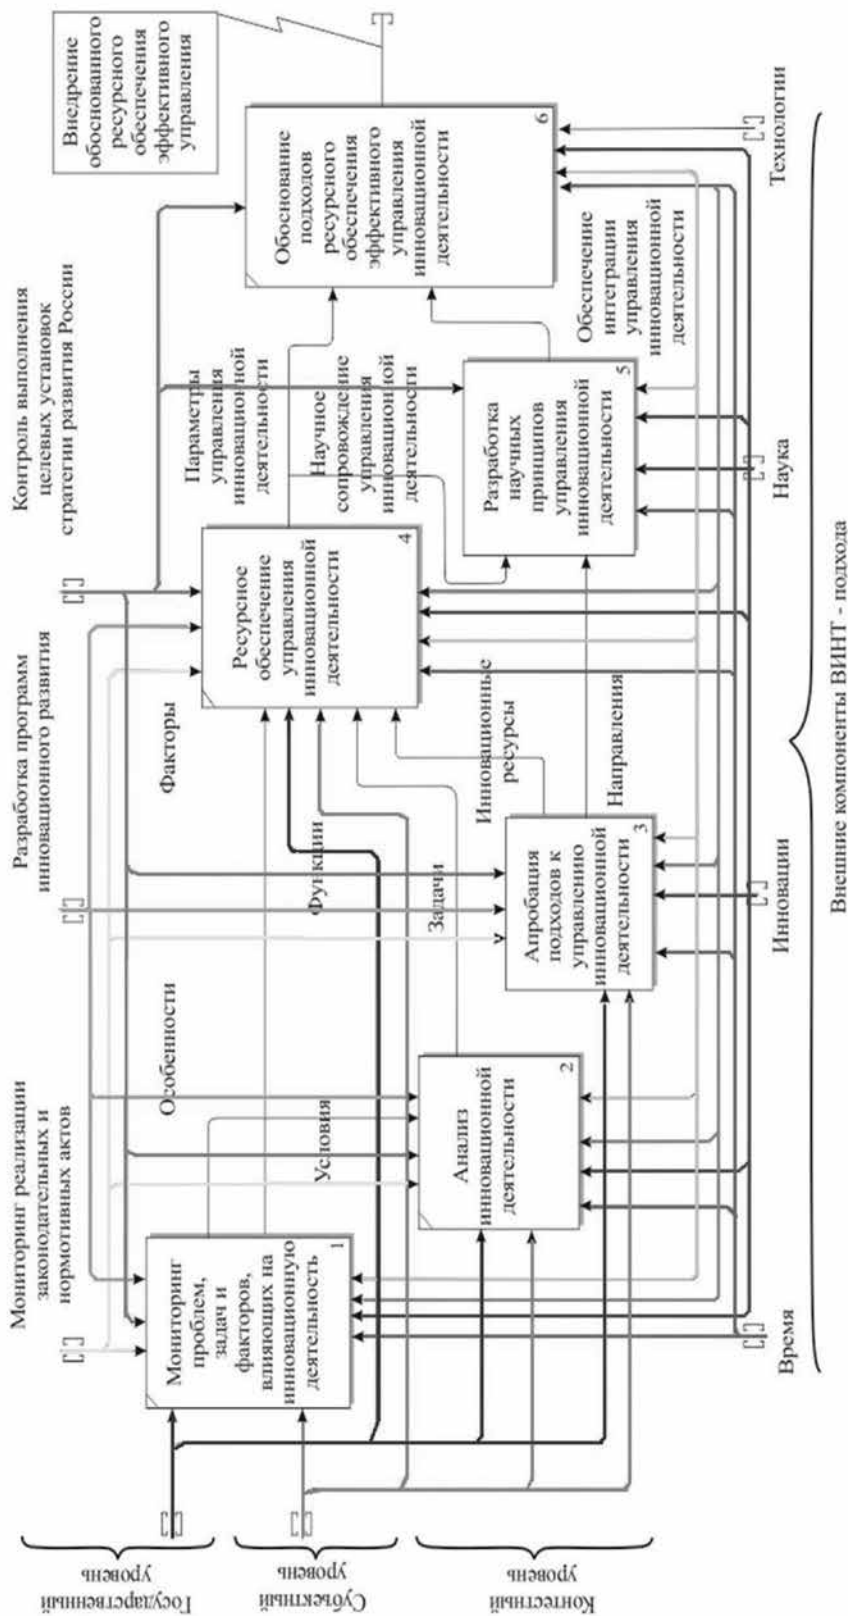 Мониторинг реализации
законодательных и
нормотивных актов
Разработка программ
инновационного развития
Контроль выполнения
целевых установок
стратегии развития России
Внедрение
обоснованного
ресурсного
обеспечения
эффективного
управления
Государственный
уровень
Субъектный
уровень
Контестный
уровень
Мониторинг
проблем,
задач и
факторов,
влияющих на
инновационную
деятельность
1
Особенности
Условия
Анализ
инновационной
деятельности
2
Факторы
Функции
Задачи
Апробация
подходов к
управлению
инновационной
деятельности
3
Инновационные
ресурсы
Направления
Ресурсное
обеспечение
управления
инновационной
деятельности
4
Параметры
управления
инновационной
деятельности
Научное
сопровождение
управления
инновационной
деятельности
Разработка
научных
принципов
управления
инновационной
деятельности
5
Обоснование
подходов
ресурсного
обеспечения
эффективного
управления
инновационной
деятельности
6
Обеспечение
интеграции
управления
инновационной
деятельности
Время
Инновации
Наука
Технологии
Внешние компоненты ВИНТ - подхода